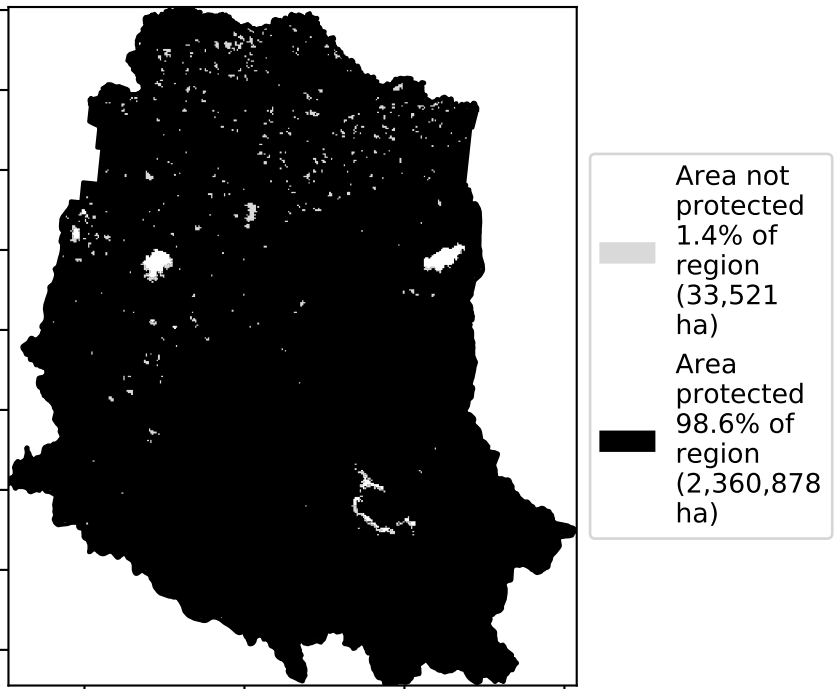 Area not
protected
1.4% of
region
(33,521
ha)
Area
protected
98.6% of
region
(2,360,878
ha)